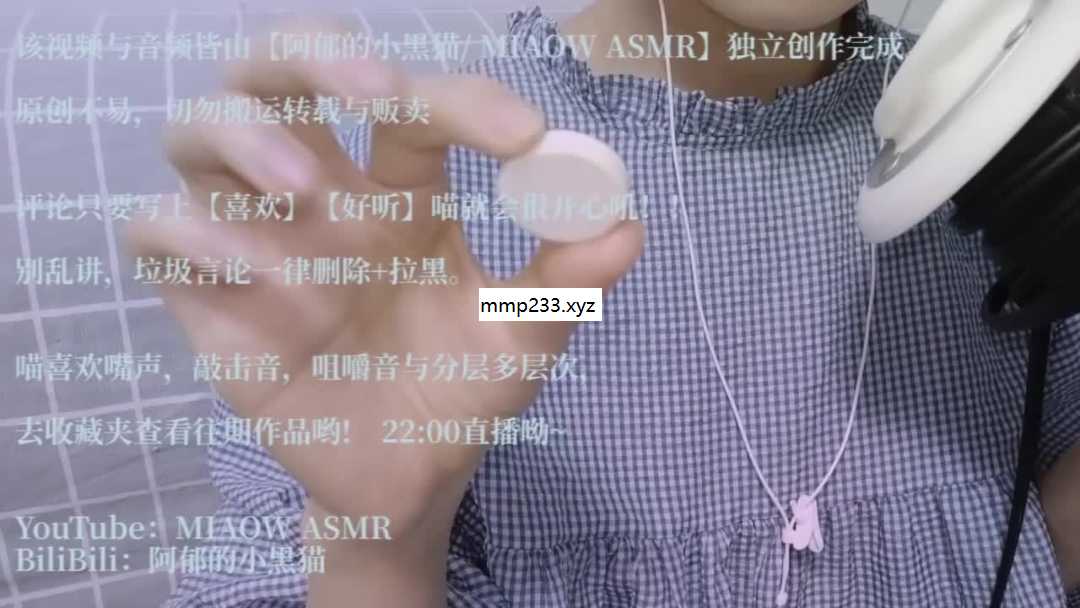 该视频与音频皆由【阿郁的小黑猫/ MIAOW ASMR】独立创作完成
原创不易，切勿搬运转载与贩卖
评论只要写上【喜欢】【好听】喵就会很开心吼！！
别乱讲，垃圾言论一律删除+拉黑。
mmp233.xyz
喵喜欢嘴声，敲击音，咀嚼音与分层多层次，
去收藏夹查看往期作品哟! 22:00直播呦~
YouTube：MIAOW ASMR
BiliBili：阿郁的小黑猫